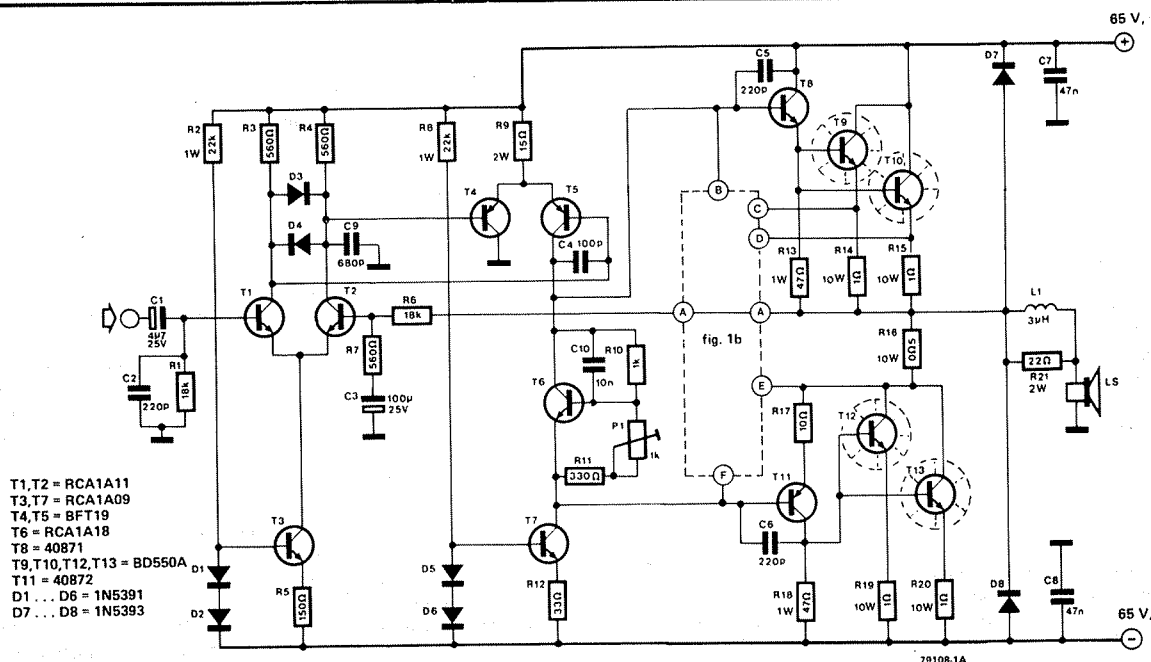 65 V,
+
D7
C7
47n
C5
220p
T8
R2
1W
22k
R3
560Ω
R4
560Ω
R8
1W
22k
R9
2W
15Ω
T9
T10
D3
D4
C9
680p
T4
T5
C4 100p
B
C
D
R13
1W
47Ω
R14
10W
1Ω
R15
10W
1Ω
C1
4µ7
25V
T1
T2
R6
18k
A
A
fig. 1b
L1
3µH
R7
560Ω
C2
220p
R1
18k
C3
100µ
25V
C10
10n
R10
1k
R16
10W
0Ω5
22Ω
R21
2W
LS
T6
P1
1k
E
R17
10Ω
T12
R11
330Ω
F
T11
T13
T1,T2 = RCA1A11
T3,T7 = RCA1A09
T4,T5 = BFT19
T6 = RCA1A18
T8 = 40871
T9,T10,T12,T13 = BD550A
T11 = 40872
D1 ... D6 = 1N5391
D7 ... D8 = 1N5393
T3
T7
C6
220p
D1
D2
R5
150Ω
D5
D6
R12
33Ω
R18
1W
47Ω
R19
10W
1Ω
R20
10W
1Ω
D8
C8
47n
65 V,
−
79108-1A